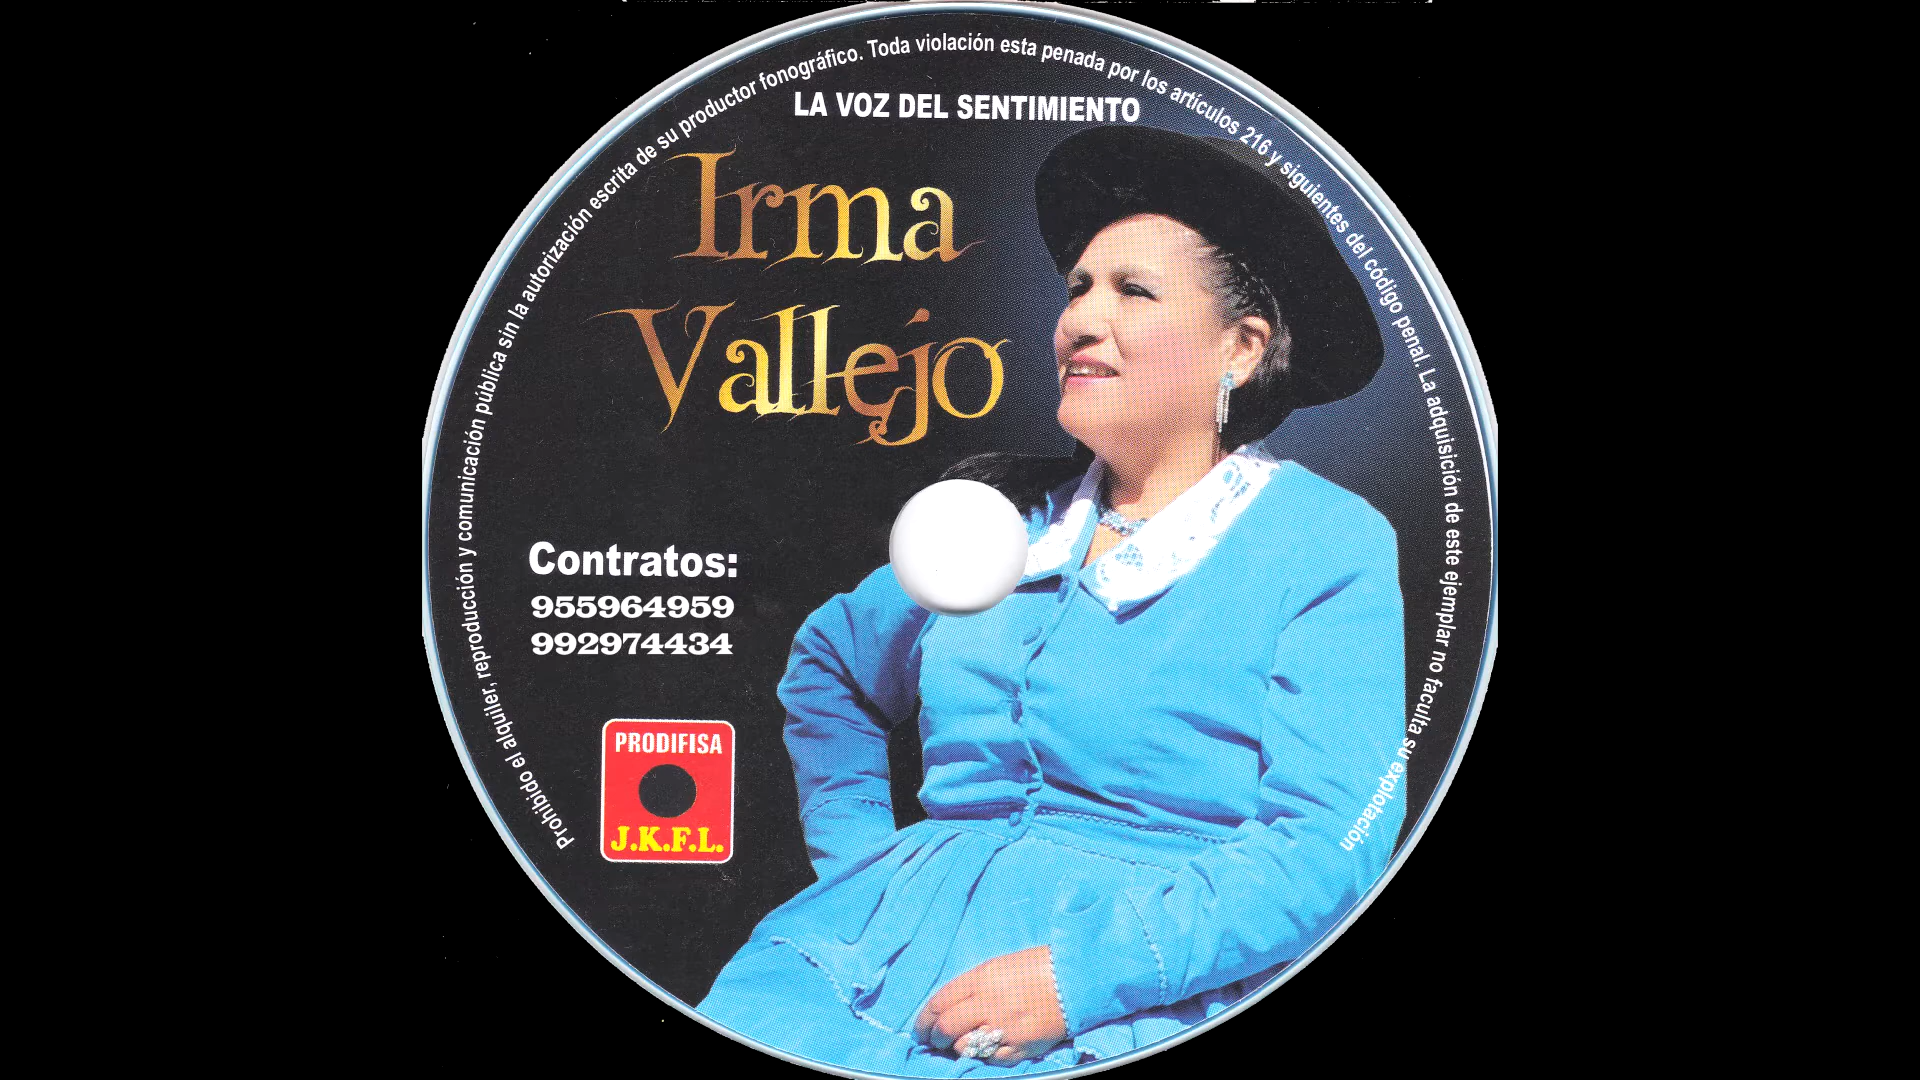 Prohibido el alquiler, reproducción y comunicación pública sin la autorización escrita de su productor fonográfico. Toda violación esta penada por los artículos 216 y siguientes del código penal. La adquisición de este ejemplar no faculta su explotación
LA VOZ DEL SENTIMIENTO
Irma
Vallejo
Contratos:
955964959
992974434
PRODIFISA
J.K.F.L.